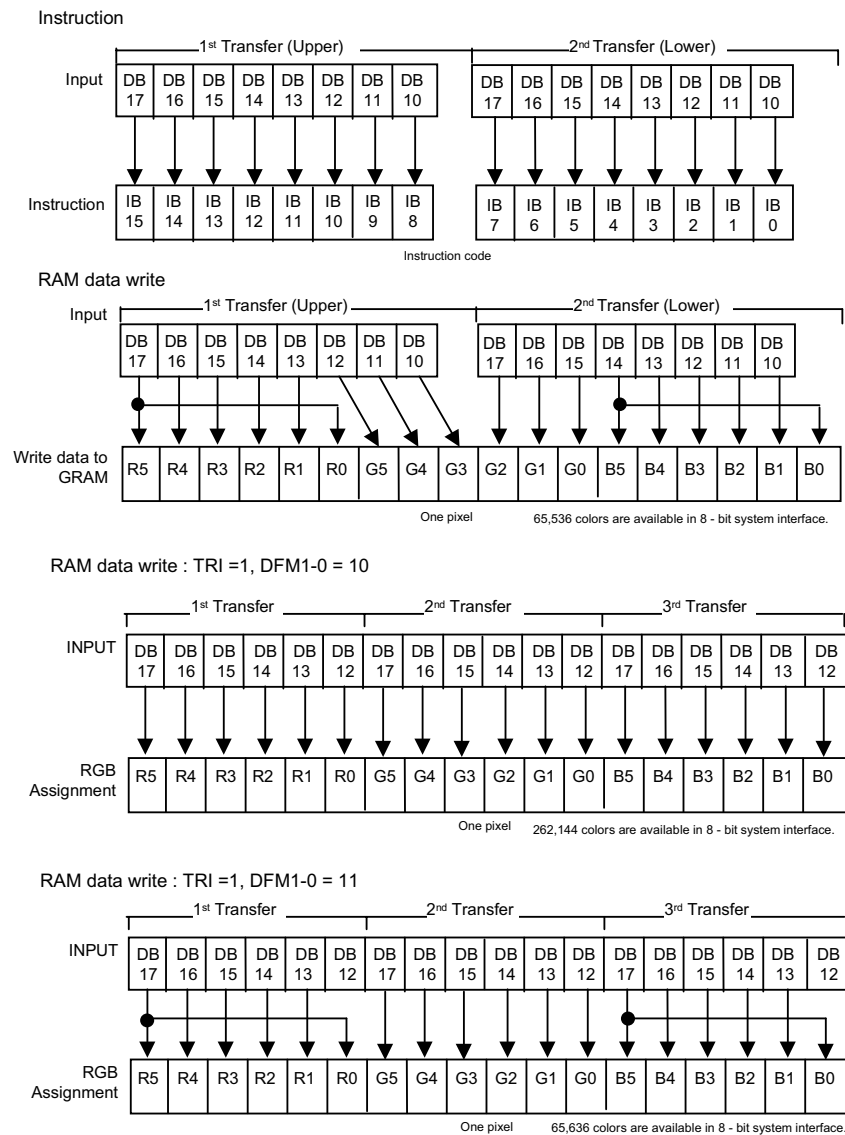 Instruction
1st Transfer (Upper) 2nd Transfer (Lower)
Input DB DB DB DB DB DB DB DB DB DB DB DB DB DB DB DB
17 16 15 14 13 12 11 10 17 16 15 14 13 12 11 10
Instruction IB IB IB IB IB IB IB IB IB IB IB IB IB IB IB IB
15 14 13 12 11 10 9 8 7 6 5 4 3 2 1 0
Instruction code
RAM data write
1st Transfer (Upper) 2nd Transfer (Lower)
Input
DB DB DB DB DB DB DB DB DB DB DB DB DB DB DB DB
17 16 15 14 13 12 11 10 17 16 15 14 13 12 11 10
Write data to
GRAM
R5 R4 R3 R2 R1 R0 G5 G4 G3 G2 G1 G0 B5 B4 B3 B2 B1 B0
One pixel 65,536 colors are available in 8 - bit system interface.
RAM data write : TRI =1, DFM1-0 = 10
1st Transfer 2nd Transfer 3rd Transfer
INPUT DB DB DB DB DB DB DB DB DB DB DB DB DB DB DB DB DB DB
17 16 15 14 13 12 17 16 15 14 13 12 17 16 15 14 13 12
RGB
Assignment
R5 R4 R3 R2 R1 R0 G5 G4 G3 G2 G1 G0 B5 B4 B3 B2 B1 B0
One pixel 262,144 colors are available in 8 - bit system interface.
RAM data write : TRI =1, DFM1-0 = 11
1st Transfer 2nd Transfer 3rd Transfer
INPUT DB DB DB DB DB DB DB DB DB DB DB DB DB DB DB DB DB DB
17 16 15 14 13 12 17 16 15 14 13 12 17 16 15 14 13 12
RGB
Assignment
R5 R4 R3 R2 R1 R0 G5 G4 G3 G2 G1 G0 B5 B4 B3 B2 B1 B0
One pixel 65,636 colors are available in 8 - bit system interface.